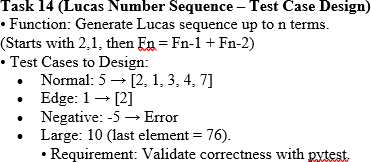 Task 14 (Lucas Number Sequence – Test Case Design)
• Function: Generate Lucas sequence up to n terms.
(Starts with 2,1, then Fn = Fn-1 + Fn-2)
• Test Cases to Design:
• Normal: 5 → [2, 1, 3, 4, 7]
• Edge: 1 → [2]
• Negative: -5 → Error
• Large: 10 (last element = 76).
• Requirement: Validate correctness with pytest.